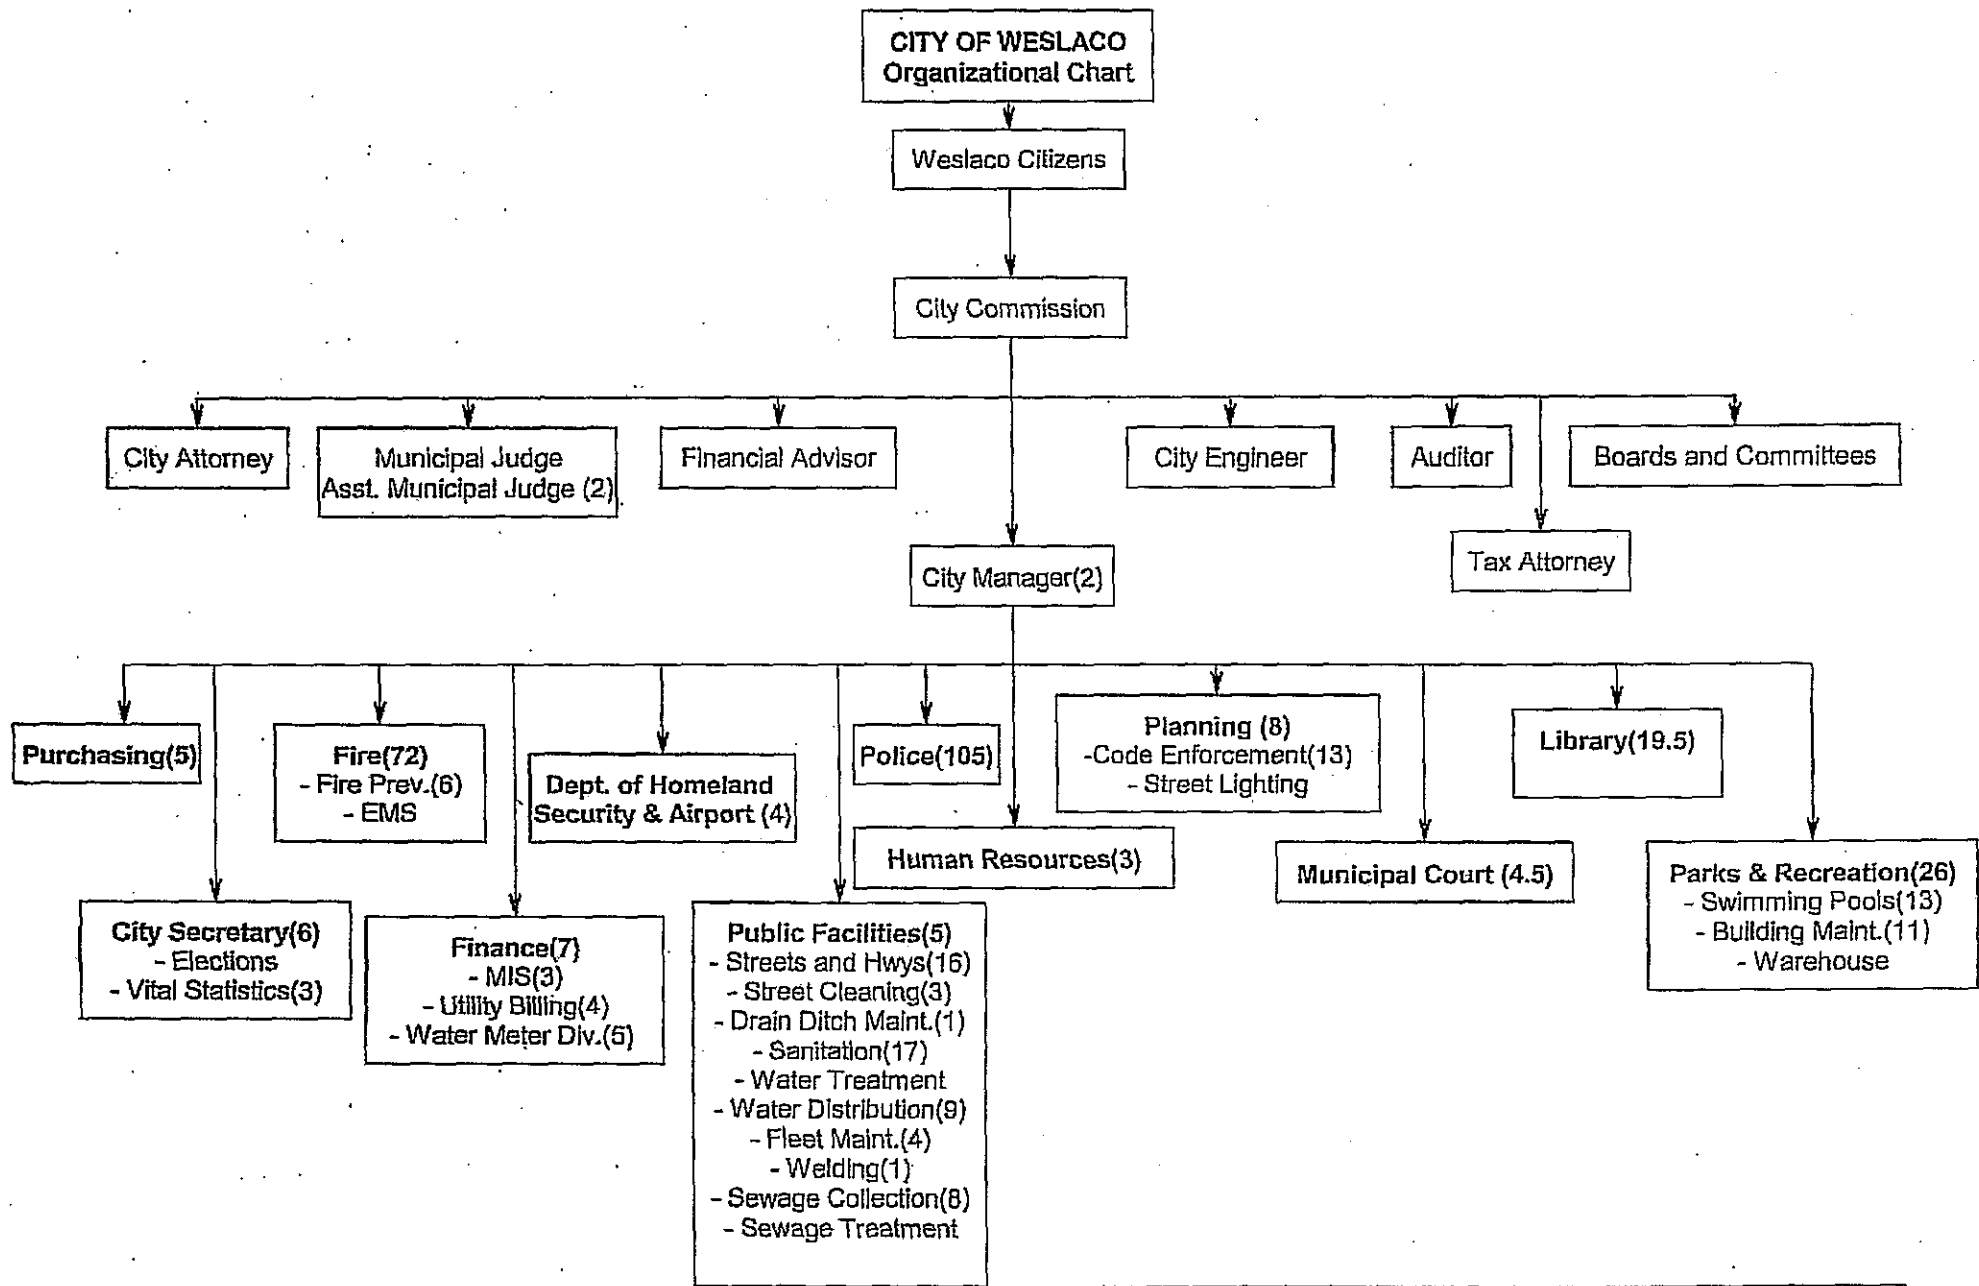 CITY OF WESLACO
Organizational Chart
Weslaco Citizens
City Commission
City Attorney
Municipal Judge
Asst. Municipal Judge (2)
Financial Advisor
City Engineer
Auditor
Boards and Committees
Tax Attorney
City Manager(2)
Purchasing(5)
Fire(72)
- Fire Prev.(6)
- EMS
Dept. of Homeland
Security & Airport (4)
Police(105)
Planning (8)
-Code Enforcement(13)
- Street Lighting
Library(19.5)
Human Resources(3)
Municipal Court (4.5)
Parks & Recreation(26)
- Swimming Pools(13)
- Building Maint.(11)
- Warehouse
City Secretary(6)
- Elections
- Vital Statistics(3)
Finance(7)
- MIS(3)
- Utility Billing(4)
- Water Meter Div.(5)
Public Facilities(5)
- Streets and Hwys(16)
- Street Cleaning(3)
- Drain Ditch Maint.(1)
- Sanitation(17)
- Water Treatment
- Water Distribution(9)
- Fleet Maint.(4)
- Welding(1)
- Sewage Collection(8)
- Sewage Treatment